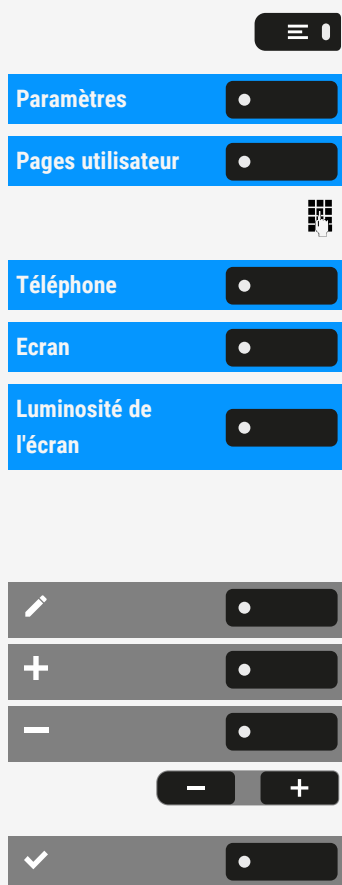 Paramètres
Pages utilisateur
Téléphone
Ecran
Luminosité de
l'écran